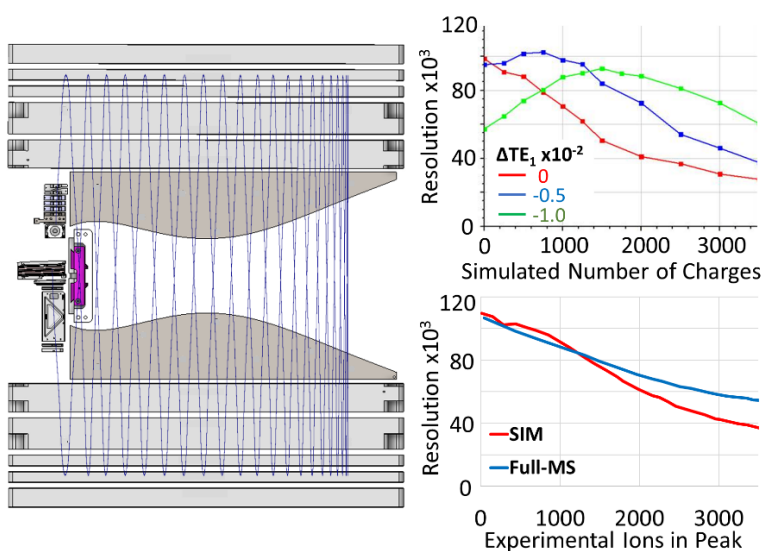 120
80
40
0
Resolution x10³
ΔTE₁ x10⁻²
0
-0.5
-1.0
0 1000 2000 3000
Simulated Number of Charges
120
80
40
0
Resolution x10³
SIM
Full-MS
0 1000 2000 3000
Experimental Ions in Peak